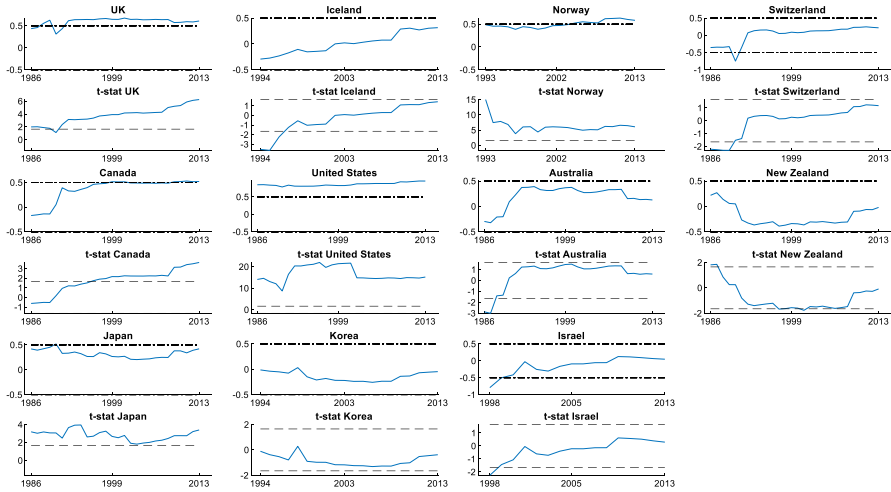 UK Iceland Norway Switzerland
0.5 0.5 0.5 0.5
0
0 0 0 -0.5
-0.5 -0.5 -0.5 -1
1986 1999 2013 1994 2003 2013 1993 2002 2013 1986 1999 2013
t-stat UK t-stat Iceland t-stat Norway t-stat Switzerland
6 1 15 1
4 0 10 0
2 -1 5 -1
0 -2 0 -2
-3
1986 1999 2013 1994 2003 2013 1993 2002 2013 1986 1999 2013
Canada United States Australia New Zealand
0.5 0.5 0.5 0.5
0 0 0 0
-0.5 -0.5 -0.5 -0.5
1986 1999 2013 1986 1999 2013 1986 1999 2013 1986 1999 2013
t-stat Canada t-stat United States t-stat Australia t-stat New Zealand
3 20 1 2
2 10 0 0
1 0 -1 -2
0 -2
-1 -3
1986 1999 2013 1986 1999 2013 1986 1999 2013 1986 1999 2013
Japan Korea Israel
0.5 0.5 0.5
0 0 0
-0.5 -0.5 -0.5
-1
1986 1999 2013 1994 2003 2013 1998 2005 2013
t-stat Japan t-stat Korea t-stat Israel
4 2 1
2 0 0
0 -2 -1
-2
1986 1999 2013 1994 2003 2013 1998 2005 2013